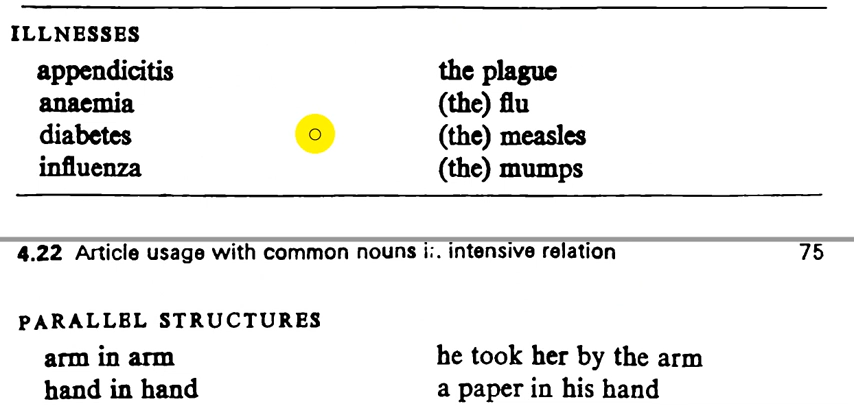 ILLNESSES
appendicitis the plague
anaemia (the) flu
diabetes (the) measles
influenza (the) mumps
4.22 Article usage with common nouns i:. intensive relation 75
PARALLEL STRUCTURES
arm in arm he took her by the arm
hand in hand a paper in his hand